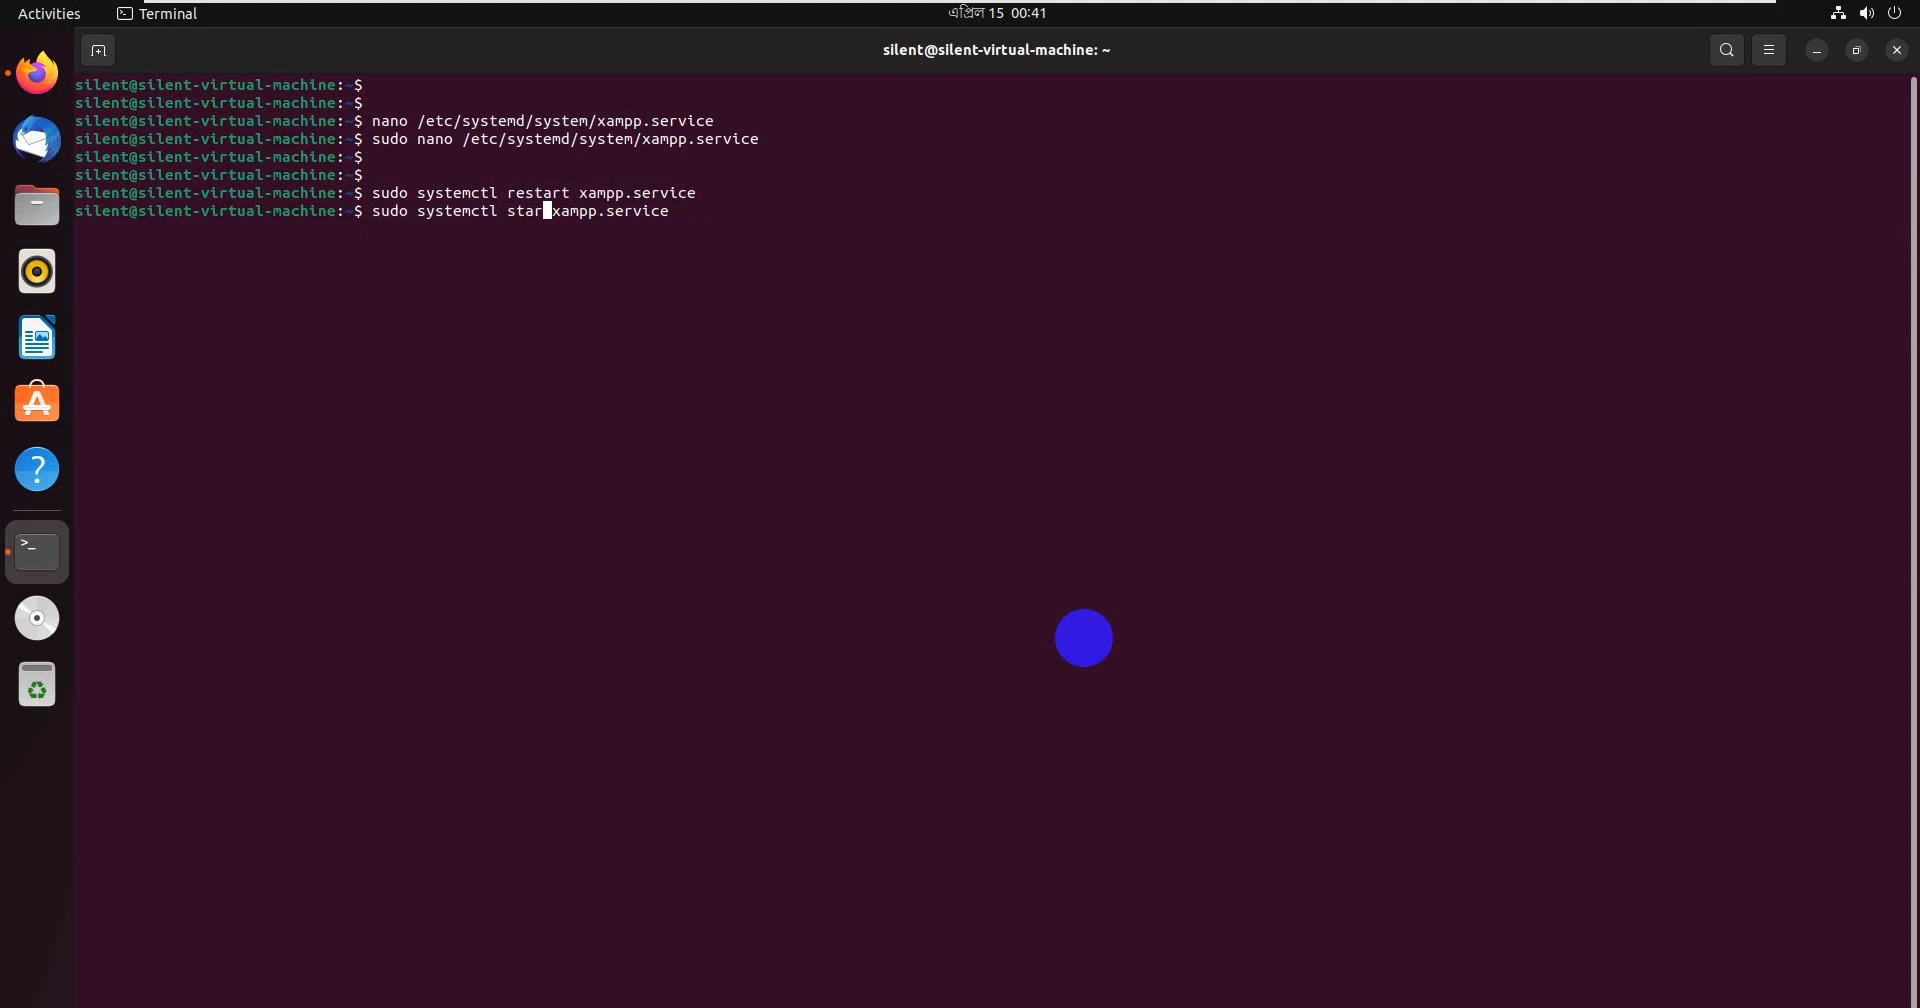 Activities
Terminal
এপ্রিল 15 00:41
silent@silent-virtual-machine: ~
silent@silent-virtual-machine:~$
silent@silent-virtual-machine:~$
silent@silent-virtual-machine:~$ nano /etc/systemd/system/xampp.service
silent@silent-virtual-machine:~$ sudo nano /etc/systemd/system/xampp.service
silent@silent-virtual-machine:~$
silent@silent-virtual-machine:~$
silent@silent-virtual-machine:~$ sudo systemctl restart xampp.service
silent@silent-virtual-machine:~$ sudo systemctl star xampp.service